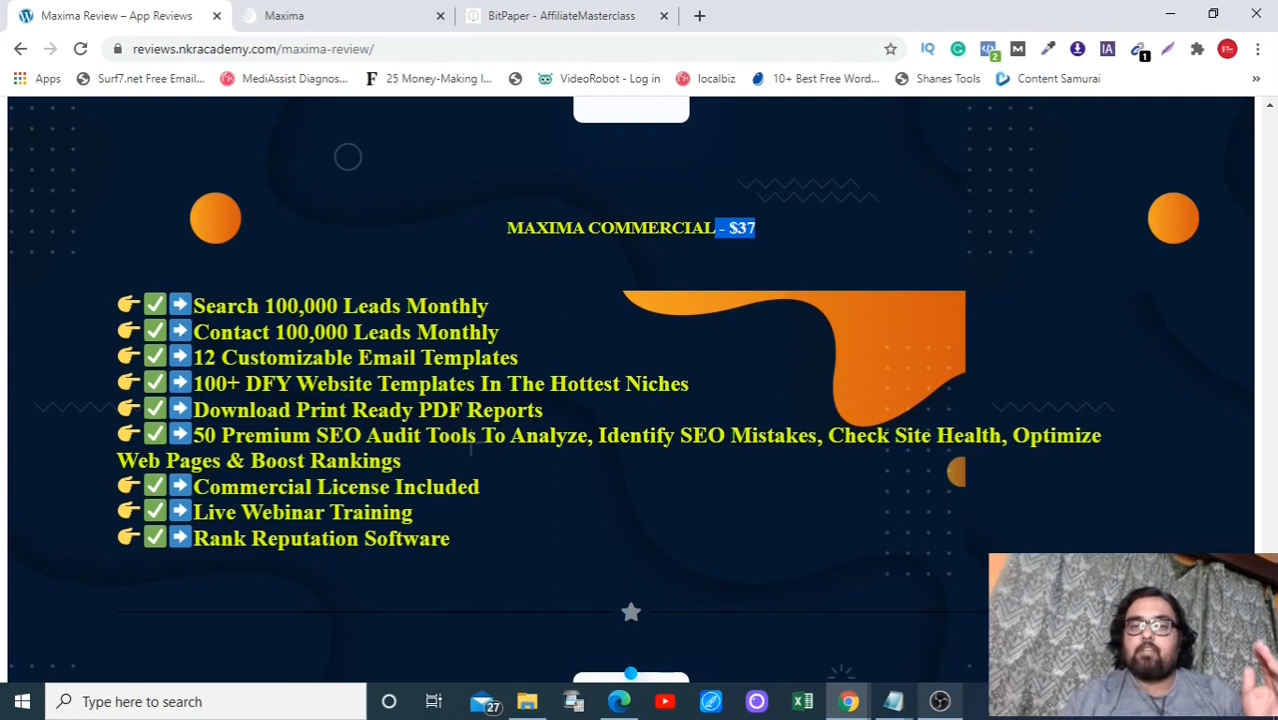 Maxima Review – App Reviews
Maxima
BitPaper - AffiliateMasterclass
reviews.nkracademy.com/maxima-review/
IQ
2
M
IA
1
Apps
Surf7.net Free Email...
MediAssist Diagnos...
25 Money-Making I...
VideoRobot - Log in
localbiz
10+ Best Free Word...
Shanes Tools
Content Samurai
»
MAXIMA COMMERCIAL - $37
Search 100,000 Leads Monthly
Contact 100,000 Leads Monthly
12 Customizable Email Templates
100+ DFY Website Templates In The Hottest Niches
Download Print Ready PDF Reports
50 Premium SEO Audit Tools To Analyze, Identify SEO Mistakes, Check Site Health, Optimize
Web Pages & Boost Rankings
Commercial License Included
Live Webinar Training
Rank Reputation Software
Type here to search
27